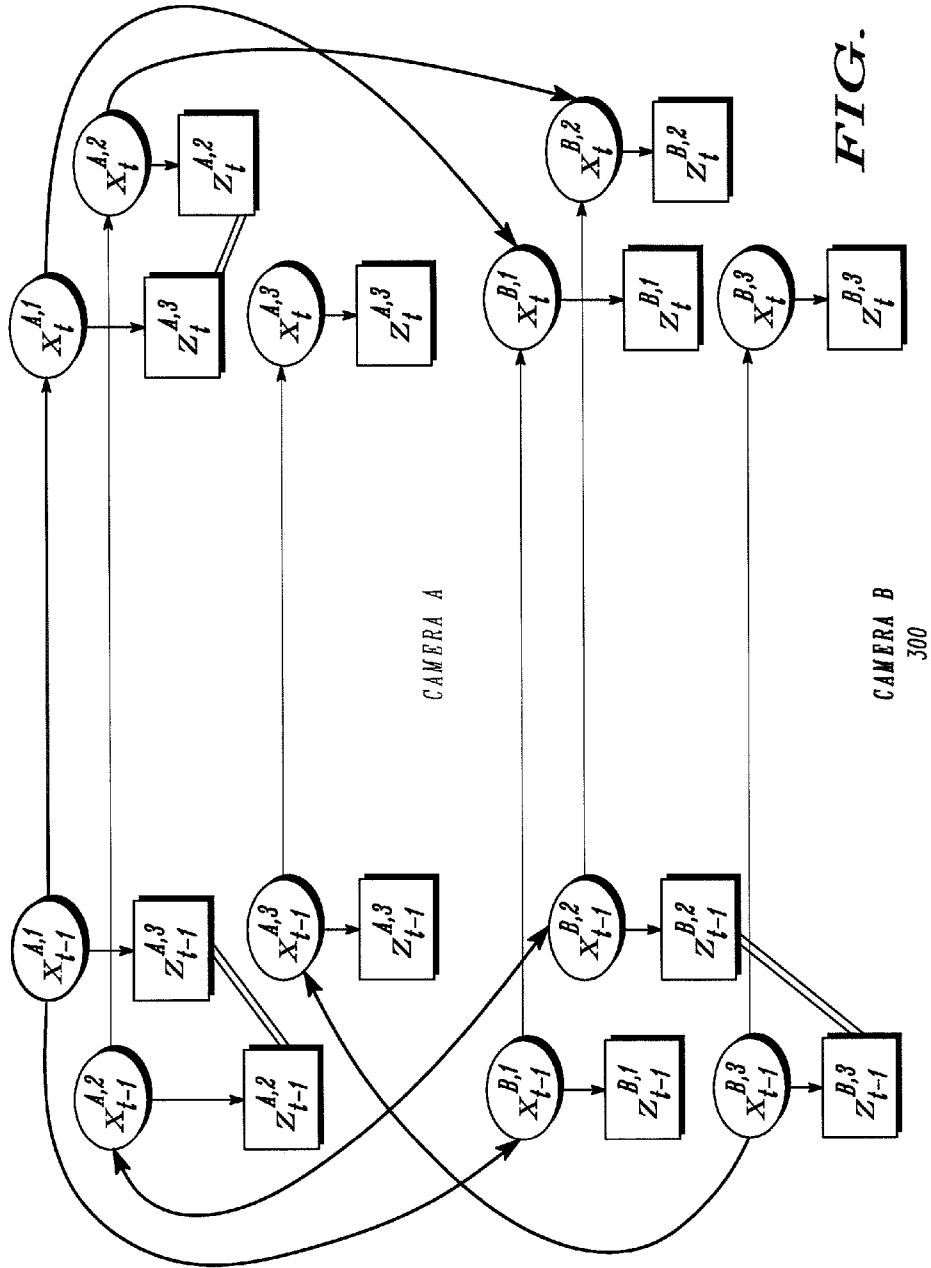 x_{t-1}^{A,1}
x_t^{A,1}
x_{t-1}^{A,2}
x_t^{A,2}
z_{t-1}^{A,3}
z_t^{A,3}
z_{t-1}^{A,2}
z_t^{A,2}
x_{t-1}^{A,3}
x_t^{A,3}
z_{t-1}^{A,3}
z_t^{A,3}
CAMERA A
x_{t-1}^{B,1}
x_t^{B,1}
x_{t-1}^{B,2}
x_t^{B,2}
z_{t-1}^{B,1}
z_t^{B,1}
z_{t-1}^{B,2}
z_t^{B,2}
x_{t-1}^{B,3}
x_t^{B,3}
z_{t-1}^{B,3}
z_t^{B,3}
CAMERA B
300
FIG.